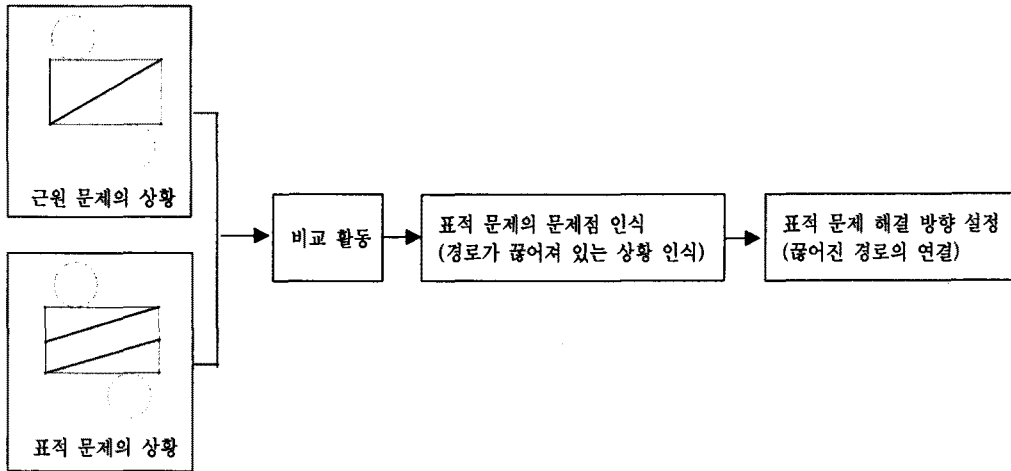 근원 문제의 상황
비교 활동
표적 문제의 문제점 인식
(경로가 끊어져 있는 상황 인식)
표적 문제 해결 방향 설정
(끊어진 경로의 연결)
표적 문제의 상황